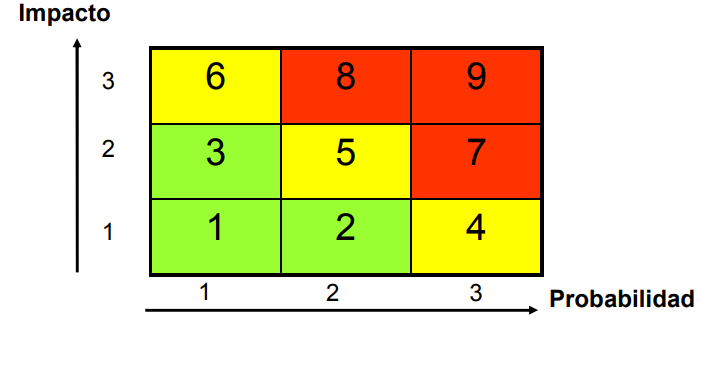 Impacto
3 6 8 9
2 3 5 7
1 1 2 4
1 2 3 Probabilidad